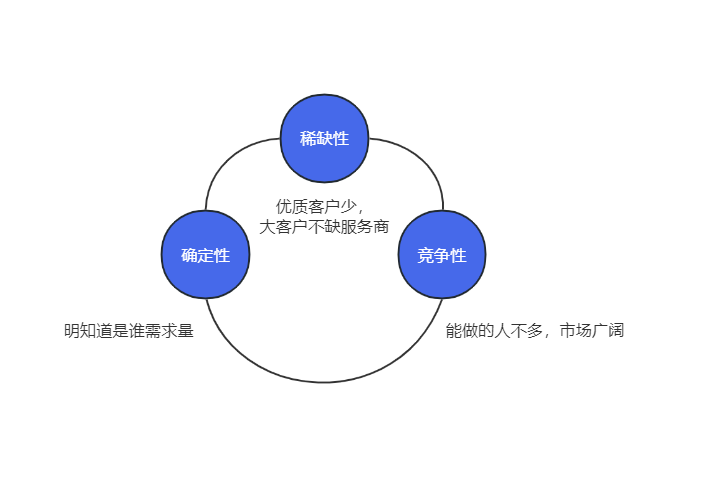 稀缺性
优质客户少，
大客户不缺服务商
确定性
竞争性
明知道是谁需求量
能做的人不多，市场广阔